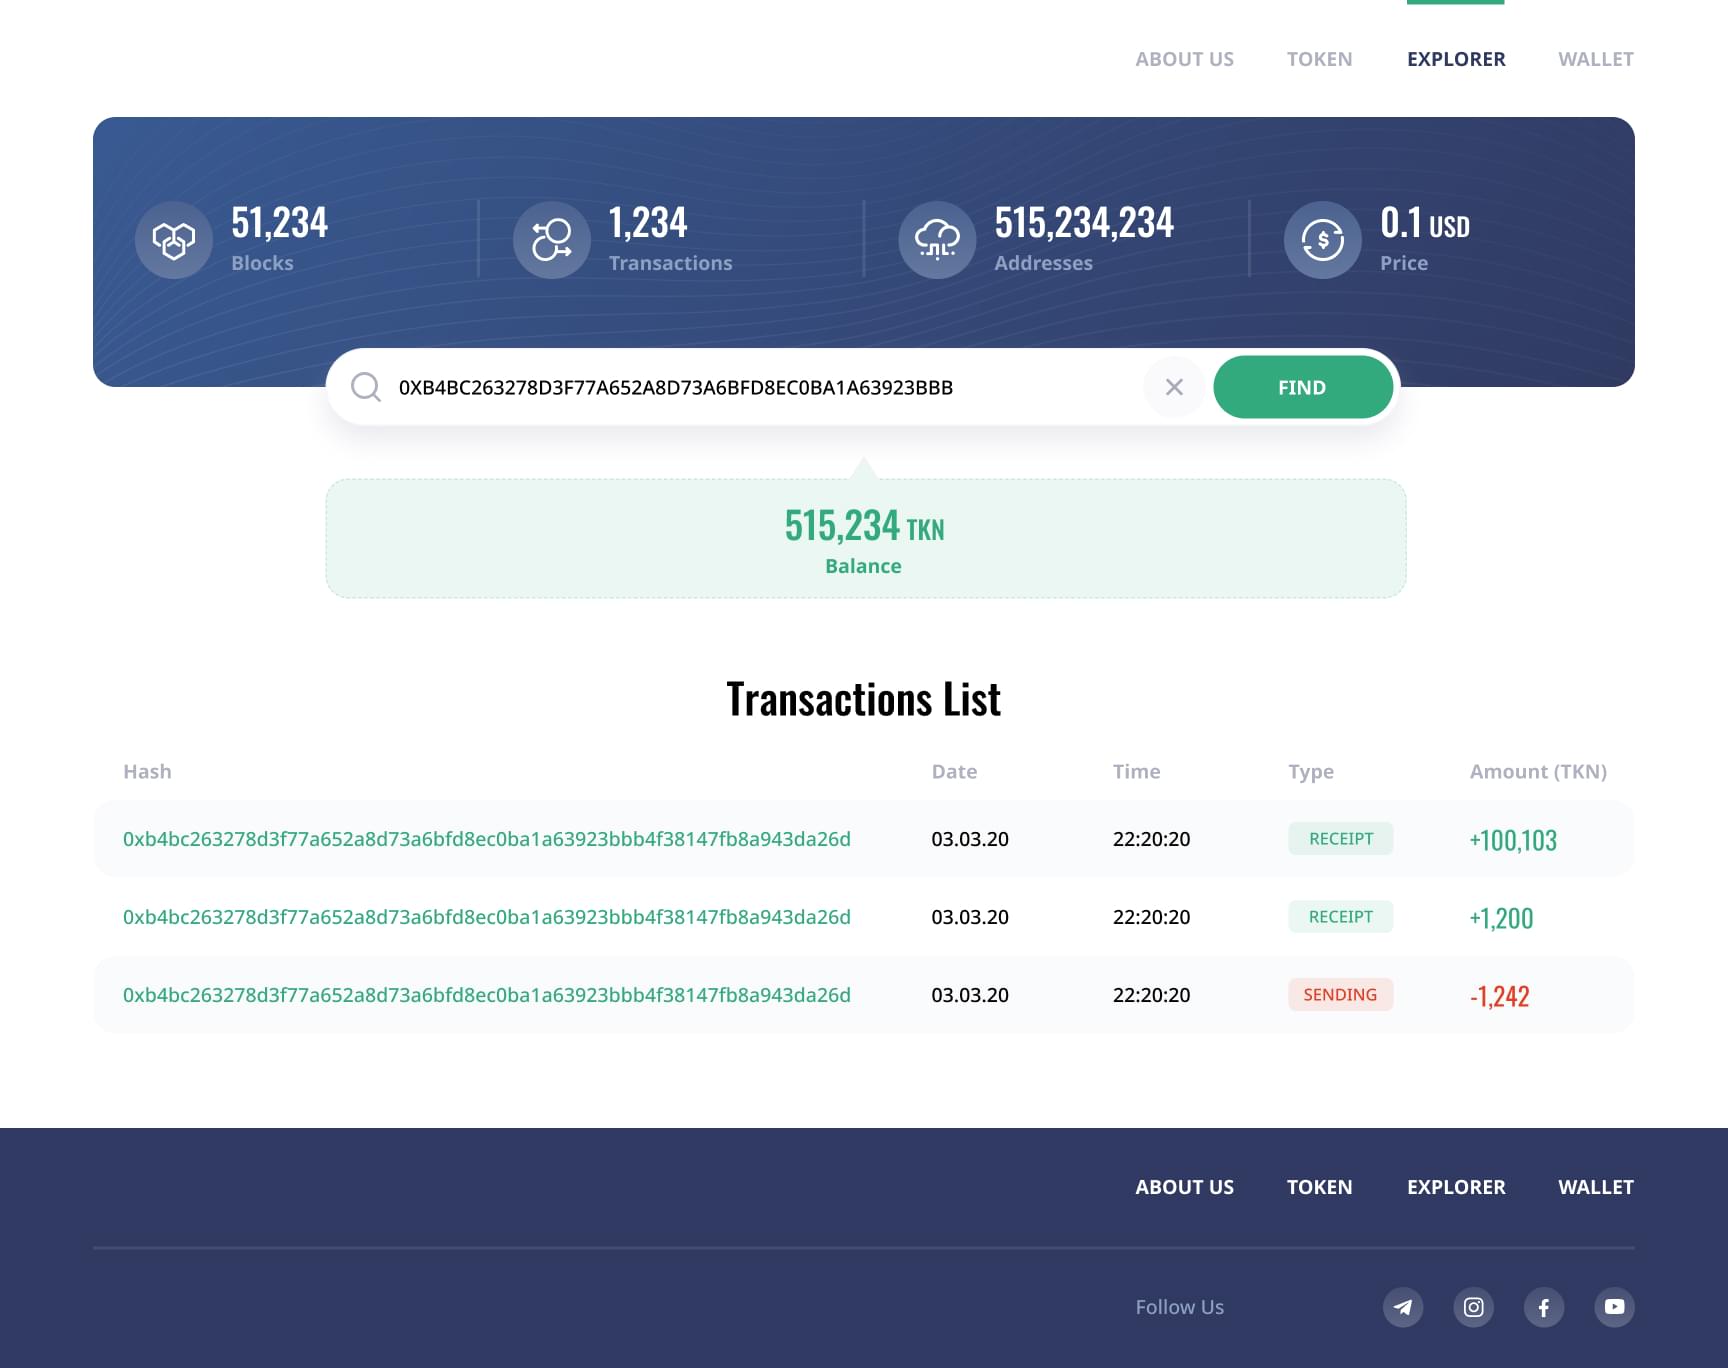 ABOUT US TOKEN EXPLORER WALLET
51,234 1,234 515,234,234 0.1 USD
Blocks Transactions Addresses Price
0XB4BC263278D3F77A652A8D73A6BFD8EC0BA1A63923BBB FIND
515,234 TKN
Balance
Transactions List
Hash Date Time Type Amount (TKN)
0xb4bc263278d3f77a652a8d73a6bfd8ec0ba1a63923bbb4f38147fb8a943da26d 03.03.20 22:20:20 RECEIPT +100,103
0xb4bc263278d3f77a652a8d73a6bfd8ec0ba1a63923bbb4f38147fb8a943da26d 03.03.20 22:20:20 RECEIPT +1,200
0xb4bc263278d3f77a652a8d73a6bfd8ec0ba1a63923bbb4f38147fb8a943da26d 03.03.20 22:20:20 SENDING -1,242
ABOUT US TOKEN EXPLORER WALLET
Follow Us